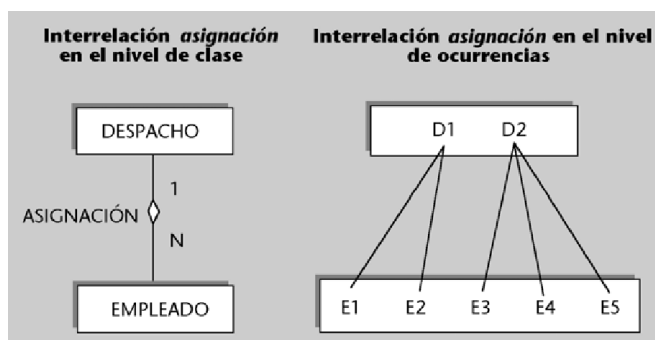 Interrelación asignación
en el nivel de clase
Interrelación asignación en el nivel
de ocurrencias
DESPACHO
1
ASIGNACIÓN
N
EMPLEADO
D1 D2
E1 E2 E3 E4 E5